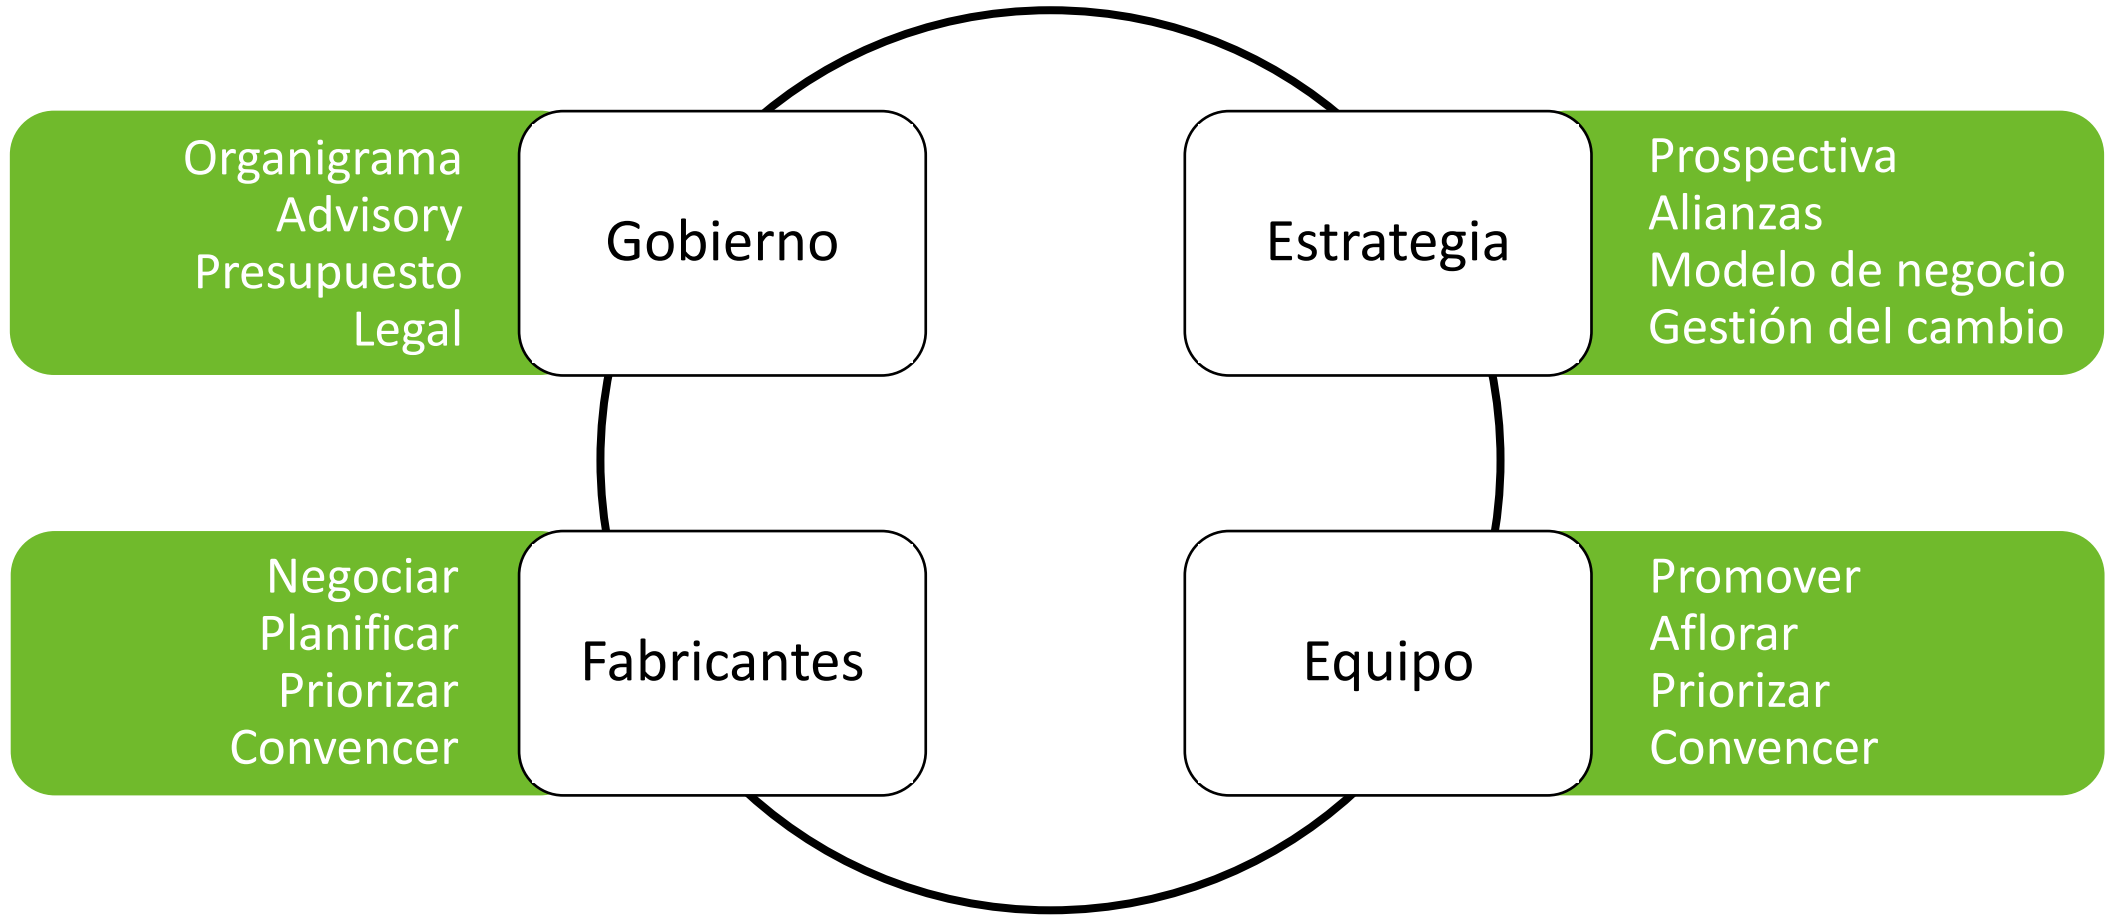 Organigrama
Advisory
Presupuesto
Legal
Gobierno
Estrategia
Prospectiva
Alianzas
Modelo de negocio
Gestión del cambio
Negociar
Planificar
Priorizar
Convencer
Fabricantes
Equipo
Promover
Aflorar
Priorizar
Convencer